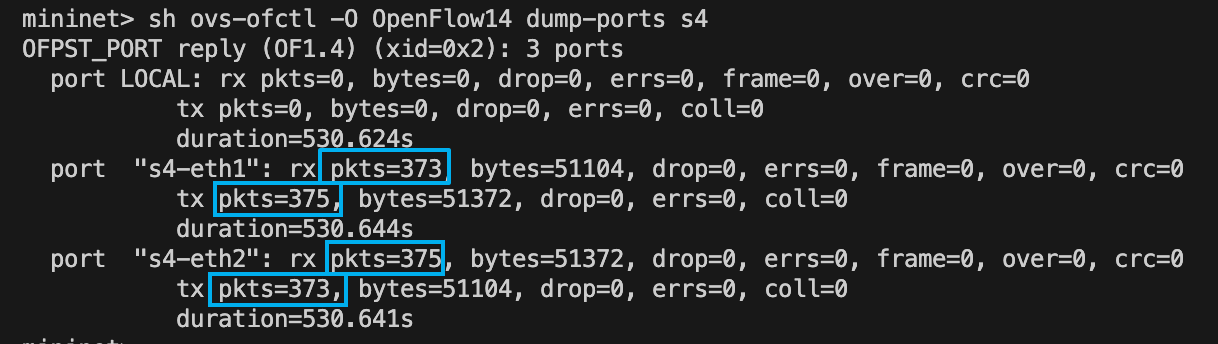 mininet> sh ovs-ofctl -O OpenFlow14 dump-ports s4
OFPST_PORT reply (OF1.4) (xid=0x2): 3 ports
  port LOCAL: rx pkts=0, bytes=0, drop=0, errs=0, frame=0, over=0, crc=0
           tx pkts=0, bytes=0, drop=0, errs=0, coll=0
           duration=530.624s
  port  "s4-eth1": rx pkts=373, bytes=51104, drop=0, errs=0, frame=0, over=0, crc=0
           tx pkts=375, bytes=51372, drop=0, errs=0, coll=0
           duration=530.644s
  port  "s4-eth2": rx pkts=375, bytes=51372, drop=0, errs=0, frame=0, over=0, crc=0
           tx pkts=373, bytes=51104, drop=0, errs=0, coll=0
           duration=530.641s
mininet>